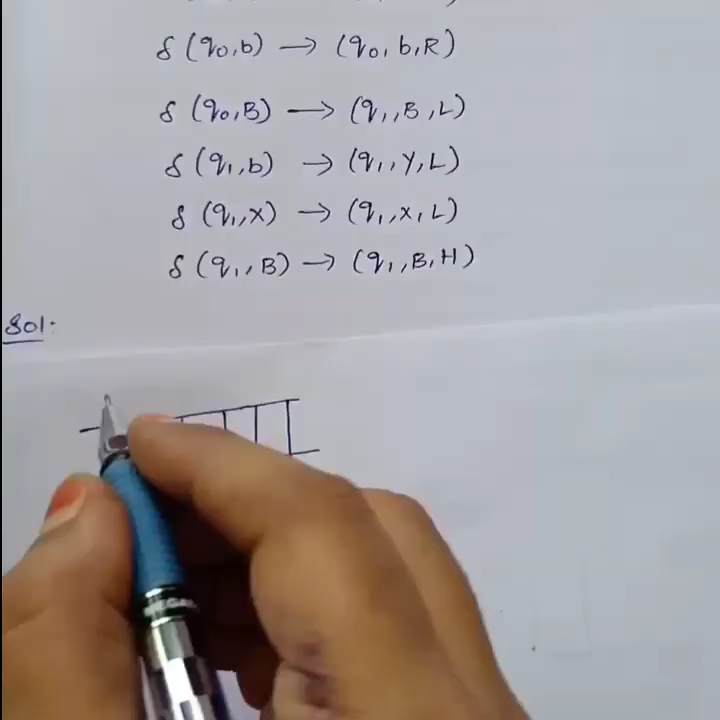 δ (q₀, b) → (q₀, b, R)
δ (q₀, B) → (q₁, B, L)
δ (q₁, b) → (q₁, Y, L)
δ (q₁, x) → (q₁, x, L)
δ (q₁, B) → (q₁, B, H)
Sol: